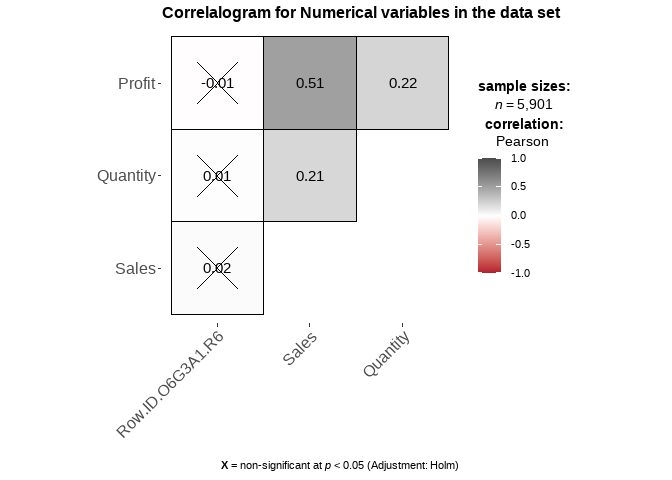 Correlalogram for Numerical variables in the data set
Profit
-0.01
0.51
0.22
Quantity
0.01
0.21
Sales
0.02
Row.ID.O6G3A1.R6
Sales
Quantity
sample sizes:
n = 5,901
correlation:
Pearson
1.0
0.5
0.0
-0.5
-1.0
X = non-significant at p < 0.05 (Adjustment: Holm)